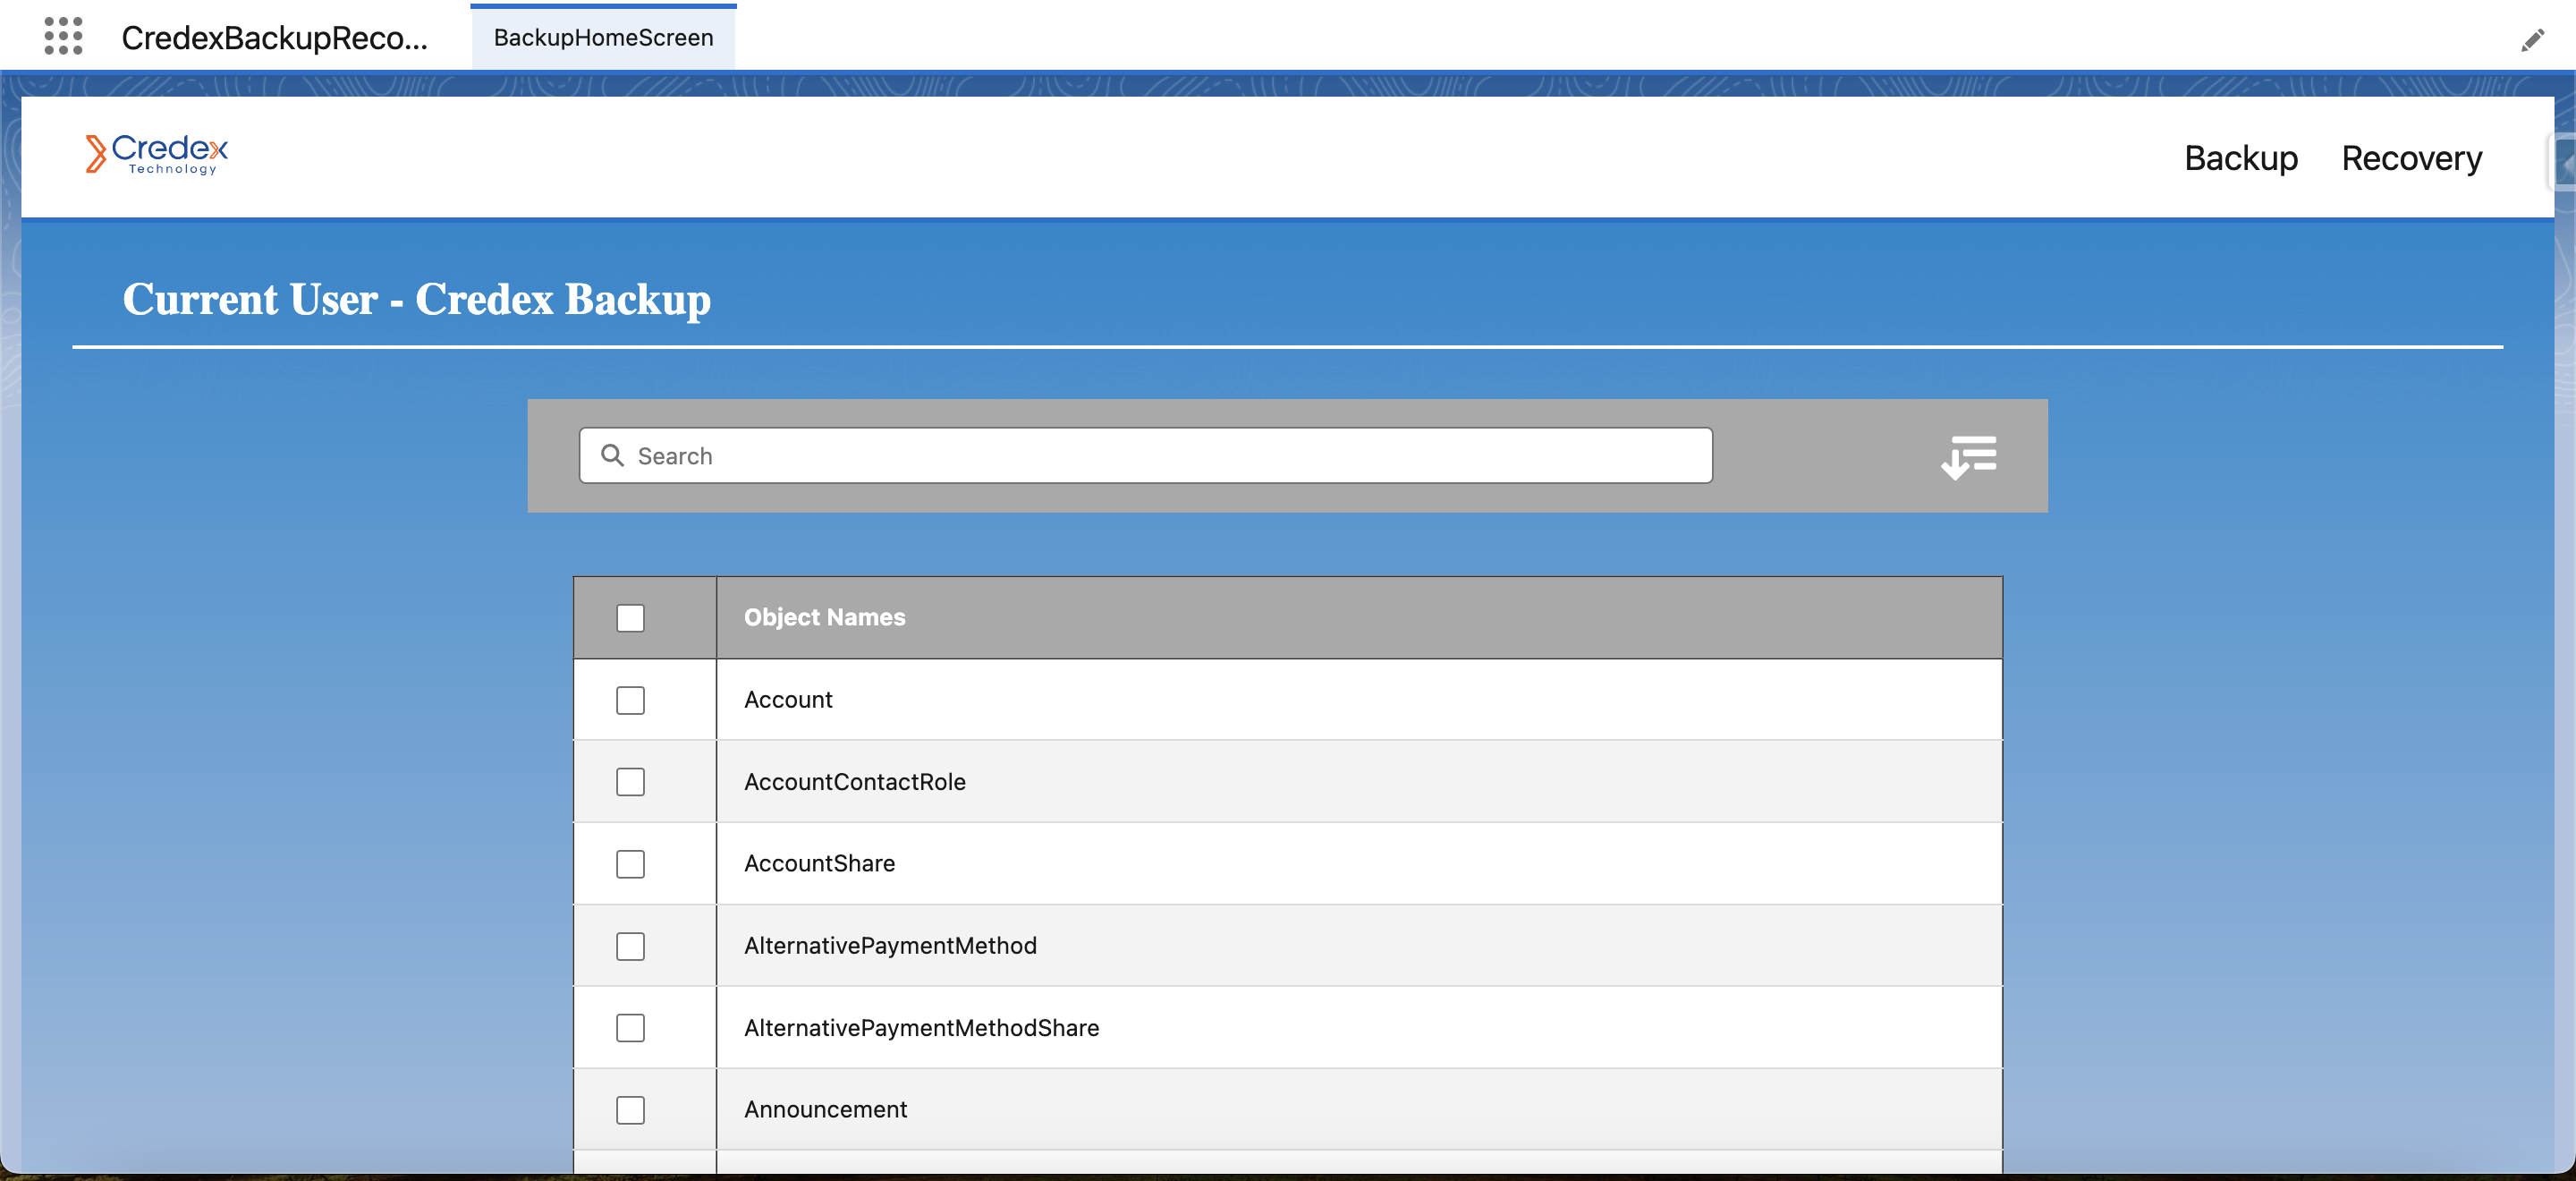 CredexBackupReco...
BackupHomeScreen
Credex
Technology
Backup
Recovery
Current User - Credex Backup
Search
Object Names
Account
AccountContactRole
AccountShare
AlternativePaymentMethod
AlternativePaymentMethodShare
Announcement